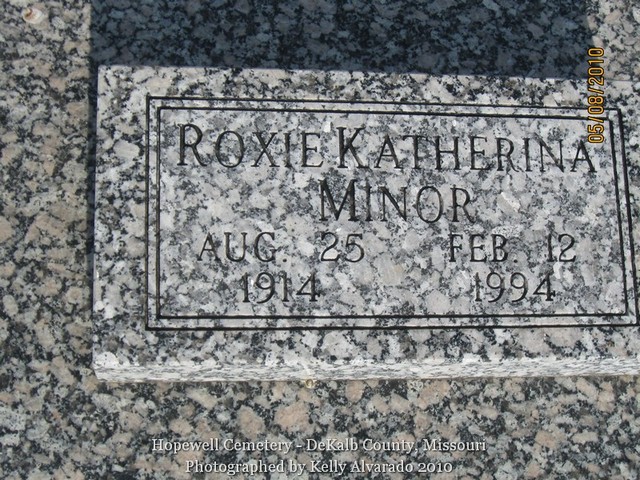 05/08/2010
ROXIE KATHERINA
MINOR
AUG. 25 FEB 12
1914 1994
Hopewell Cemetery - DeKalb County, Missouri
Photographed by Kelly Alvarado 2010